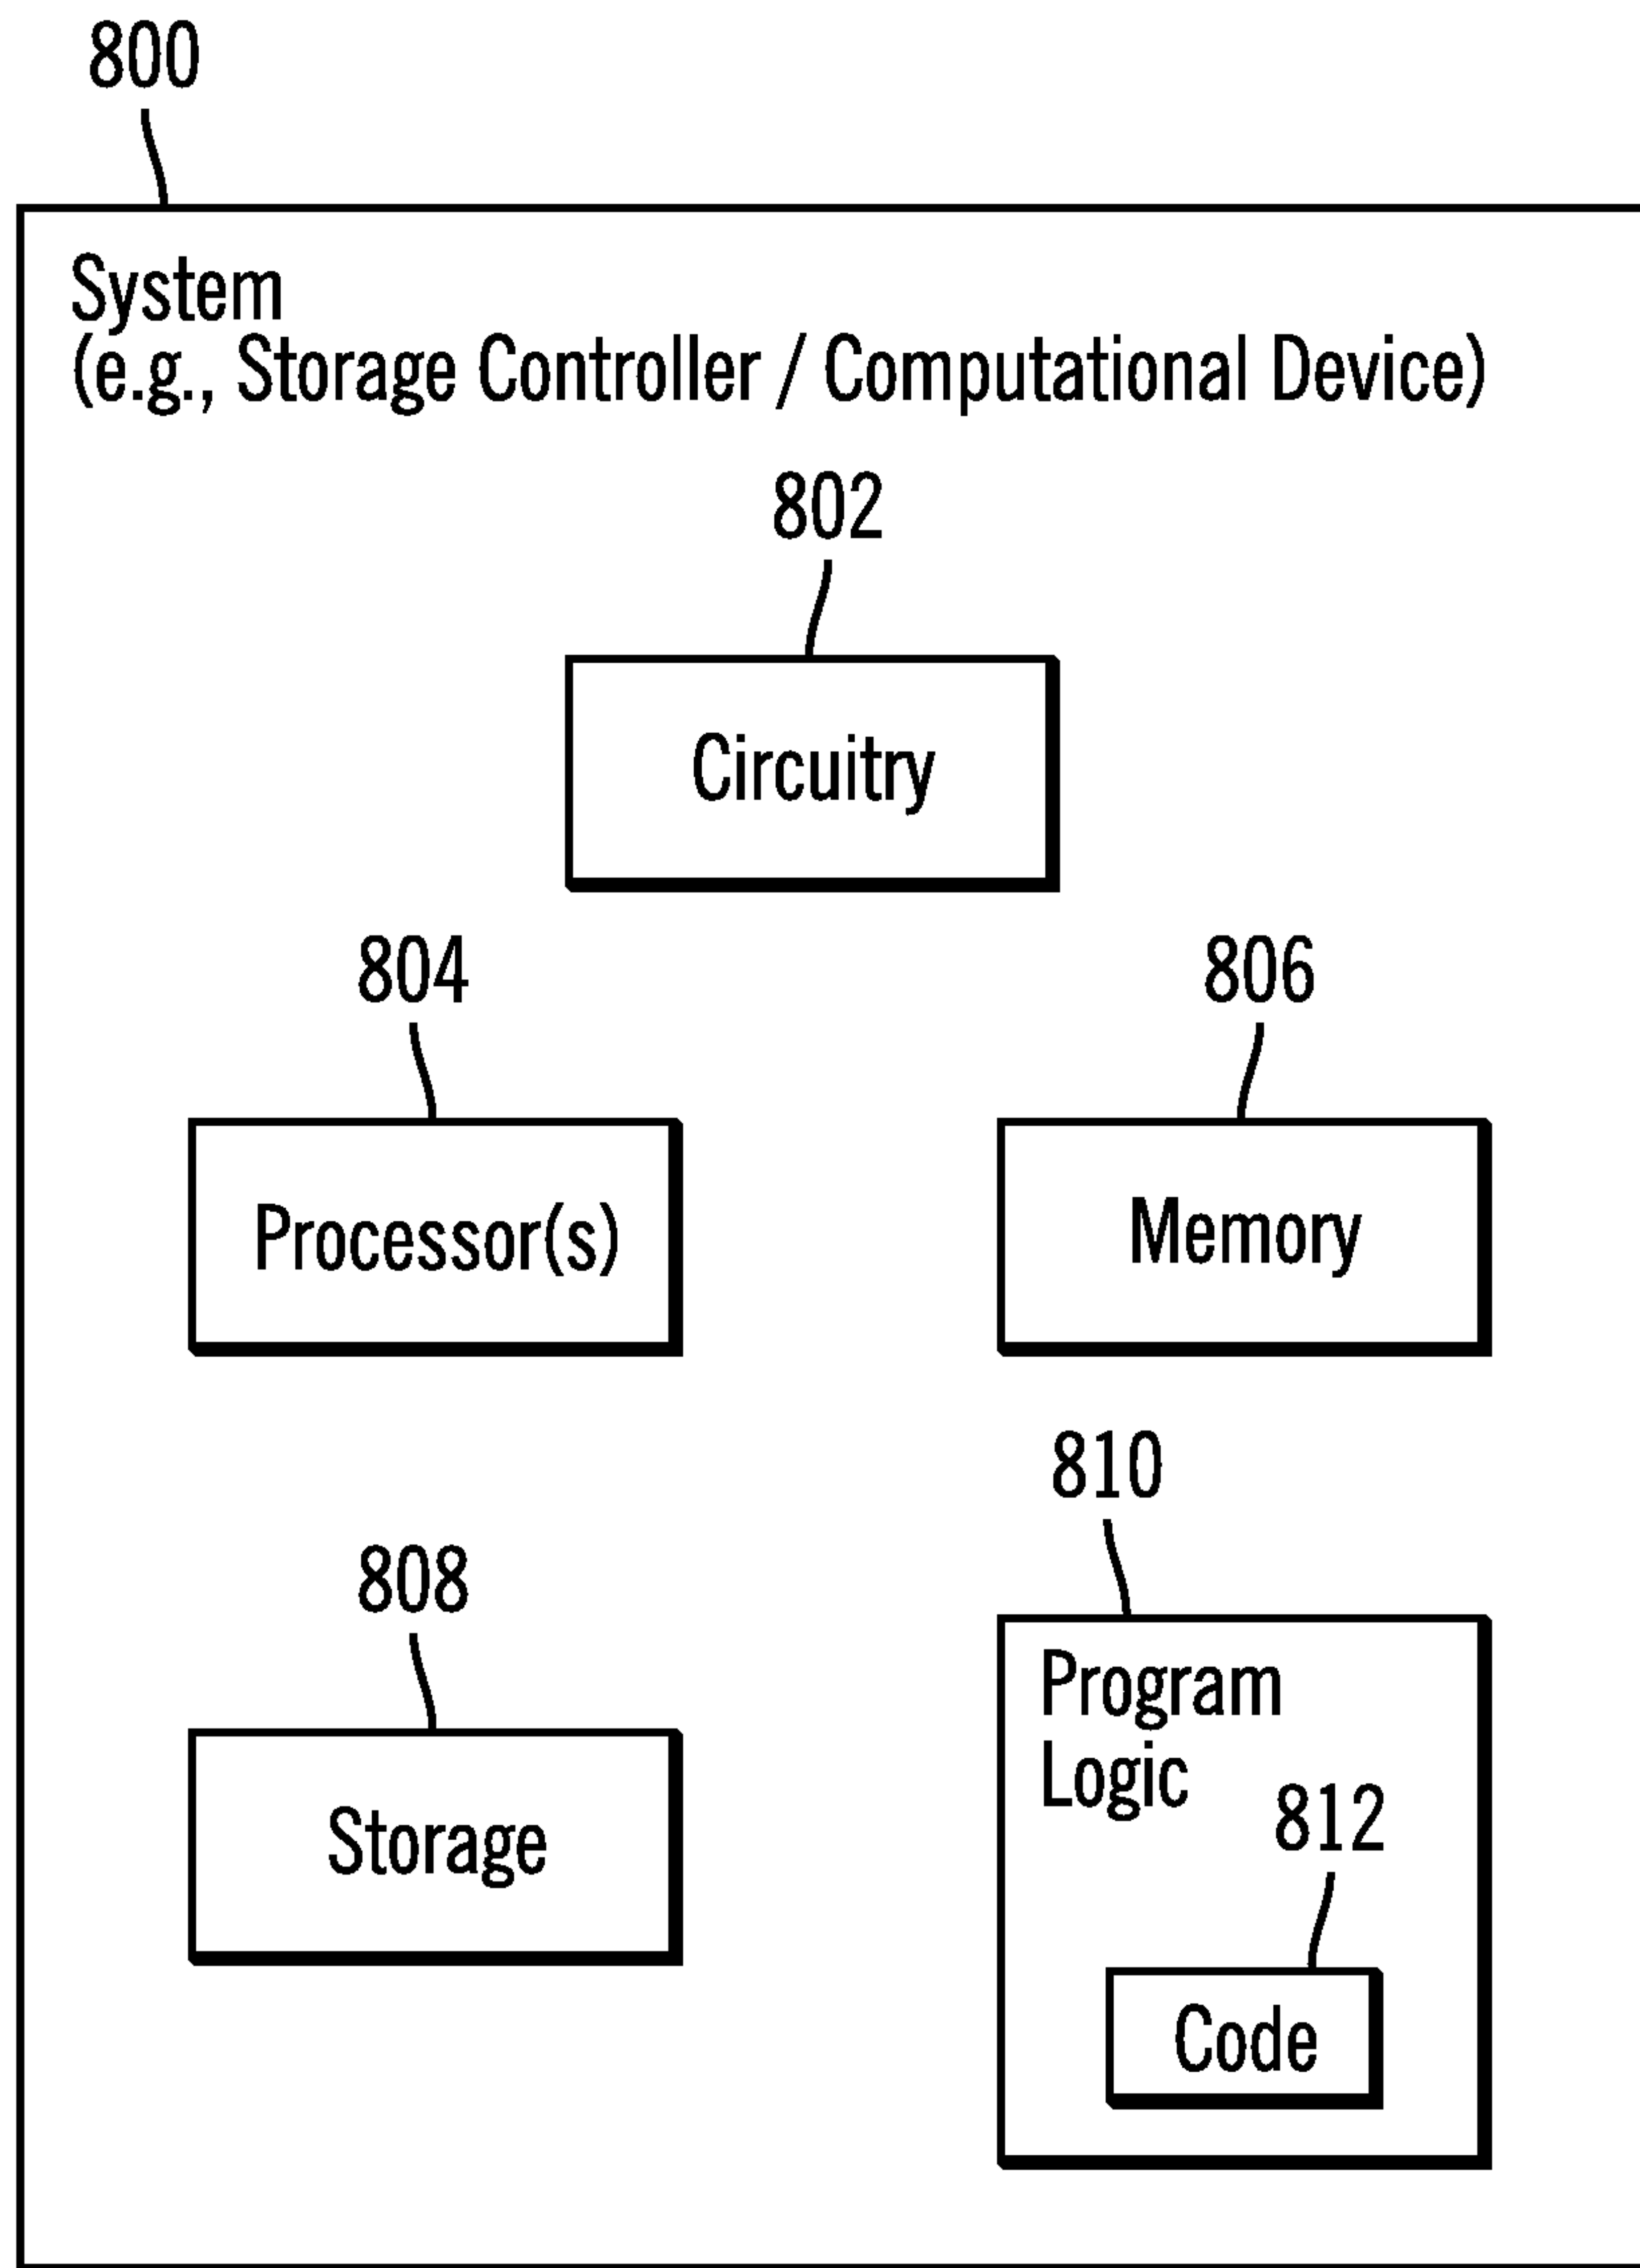 800
System
(e.g., Storage Controller / Computational Device)
802
Circuitry
804
806
Processor(s)
Memory
810
808
Program
Logic
812
Storage
Code